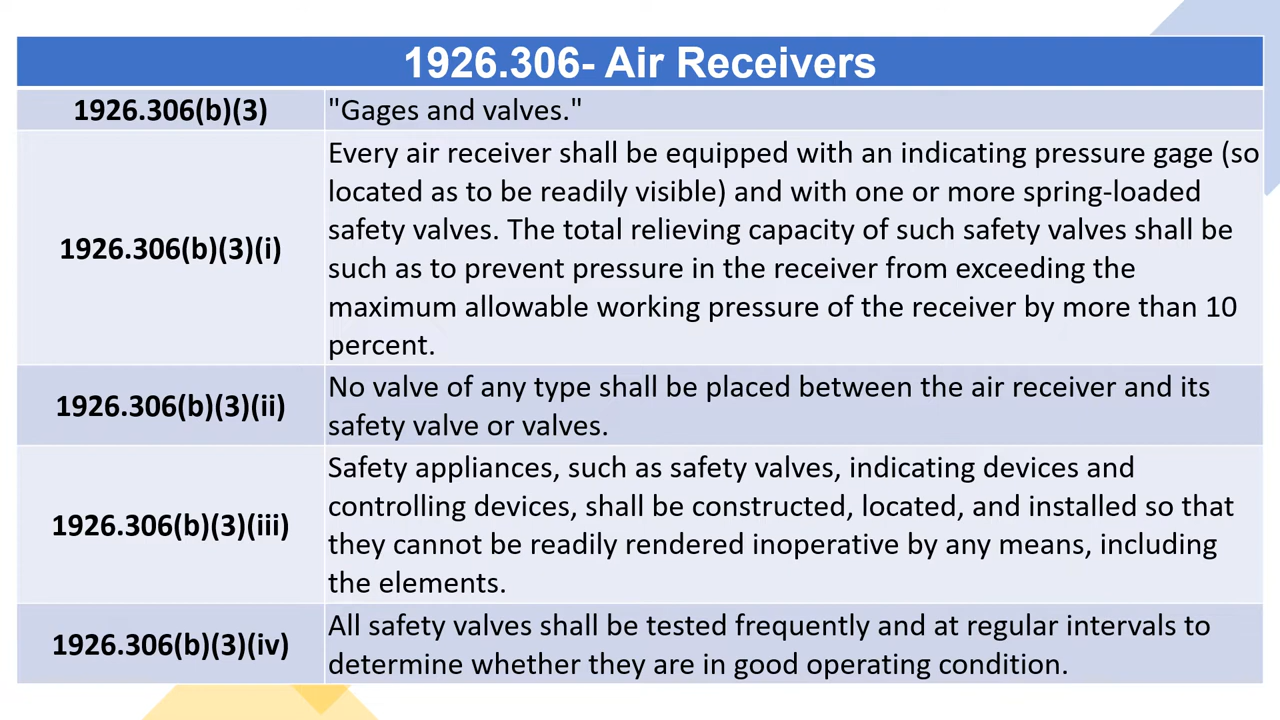 1926.306- Air Receivers
1926.306(b)(3)
"Gages and valves."
1926.306(b)(3)(i)
Every air receiver shall be equipped with an indicating pressure gage (so
located as to be readily visible) and with one or more spring-loaded
safety valves. The total relieving capacity of such safety valves shall be
such as to prevent pressure in the receiver from exceeding the
maximum allowable working pressure of the receiver by more than 10
percent.
1926.306(b)(3)(ii)
No valve of any type shall be placed between the air receiver and its
safety valve or valves.
1926.306(b)(3)(iii)
Safety appliances, such as safety valves, indicating devices and
controlling devices, shall be constructed, located, and installed so that
they cannot be readily rendered inoperative by any means, including
the elements.
1926.306(b)(3)(iv)
All safety valves shall be tested frequently and at regular intervals to
determine whether they are in good operating condition.